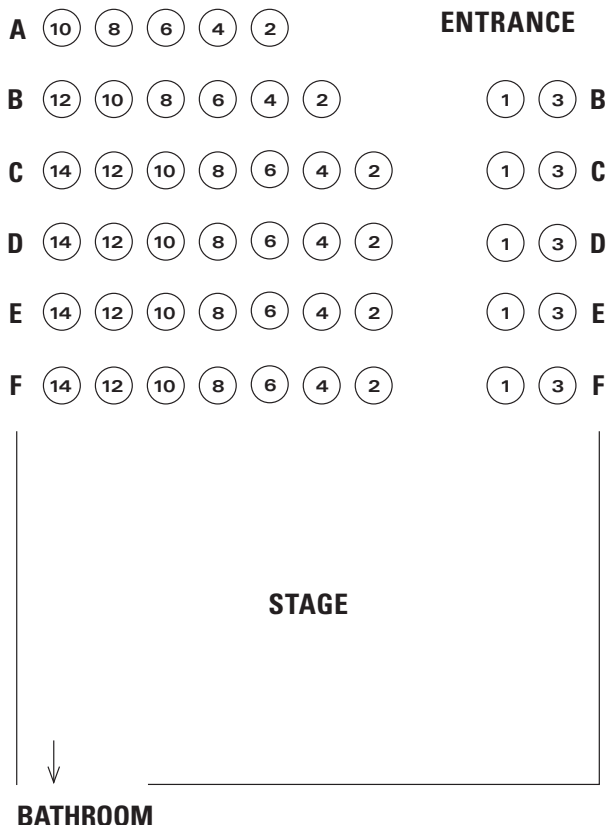 A 10 8 6 4 2 ENTRANCE
B 12 10 8 6 4 2 1 3 B
C 14 12 10 8 6 4 2 1 3 C
D 14 12 10 8 6 4 2 1 3 D
E 14 12 10 8 6 4 2 1 3 E
F 14 12 10 8 6 4 2 1 3 F
STAGE
BATHROOM